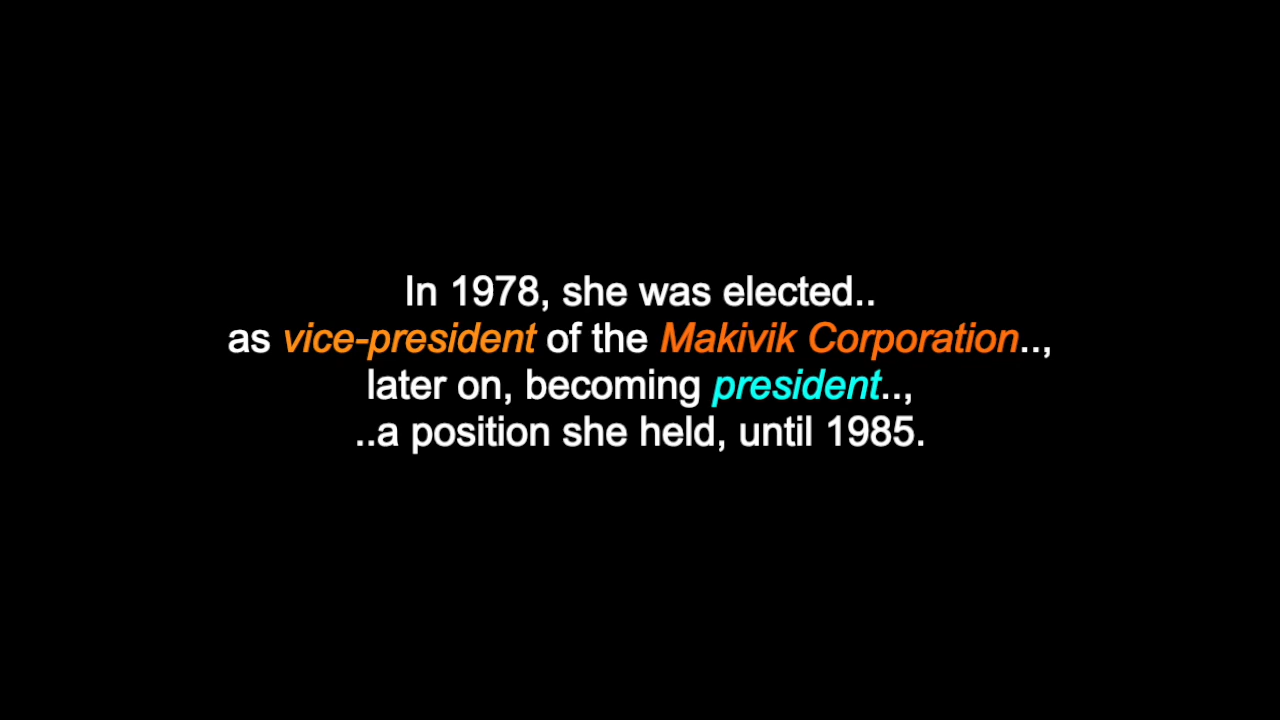 In 1978, she was elected..
as vice-president of the Makivik Corporation..,
later on, becoming president..,
..a position she held, until 1985.